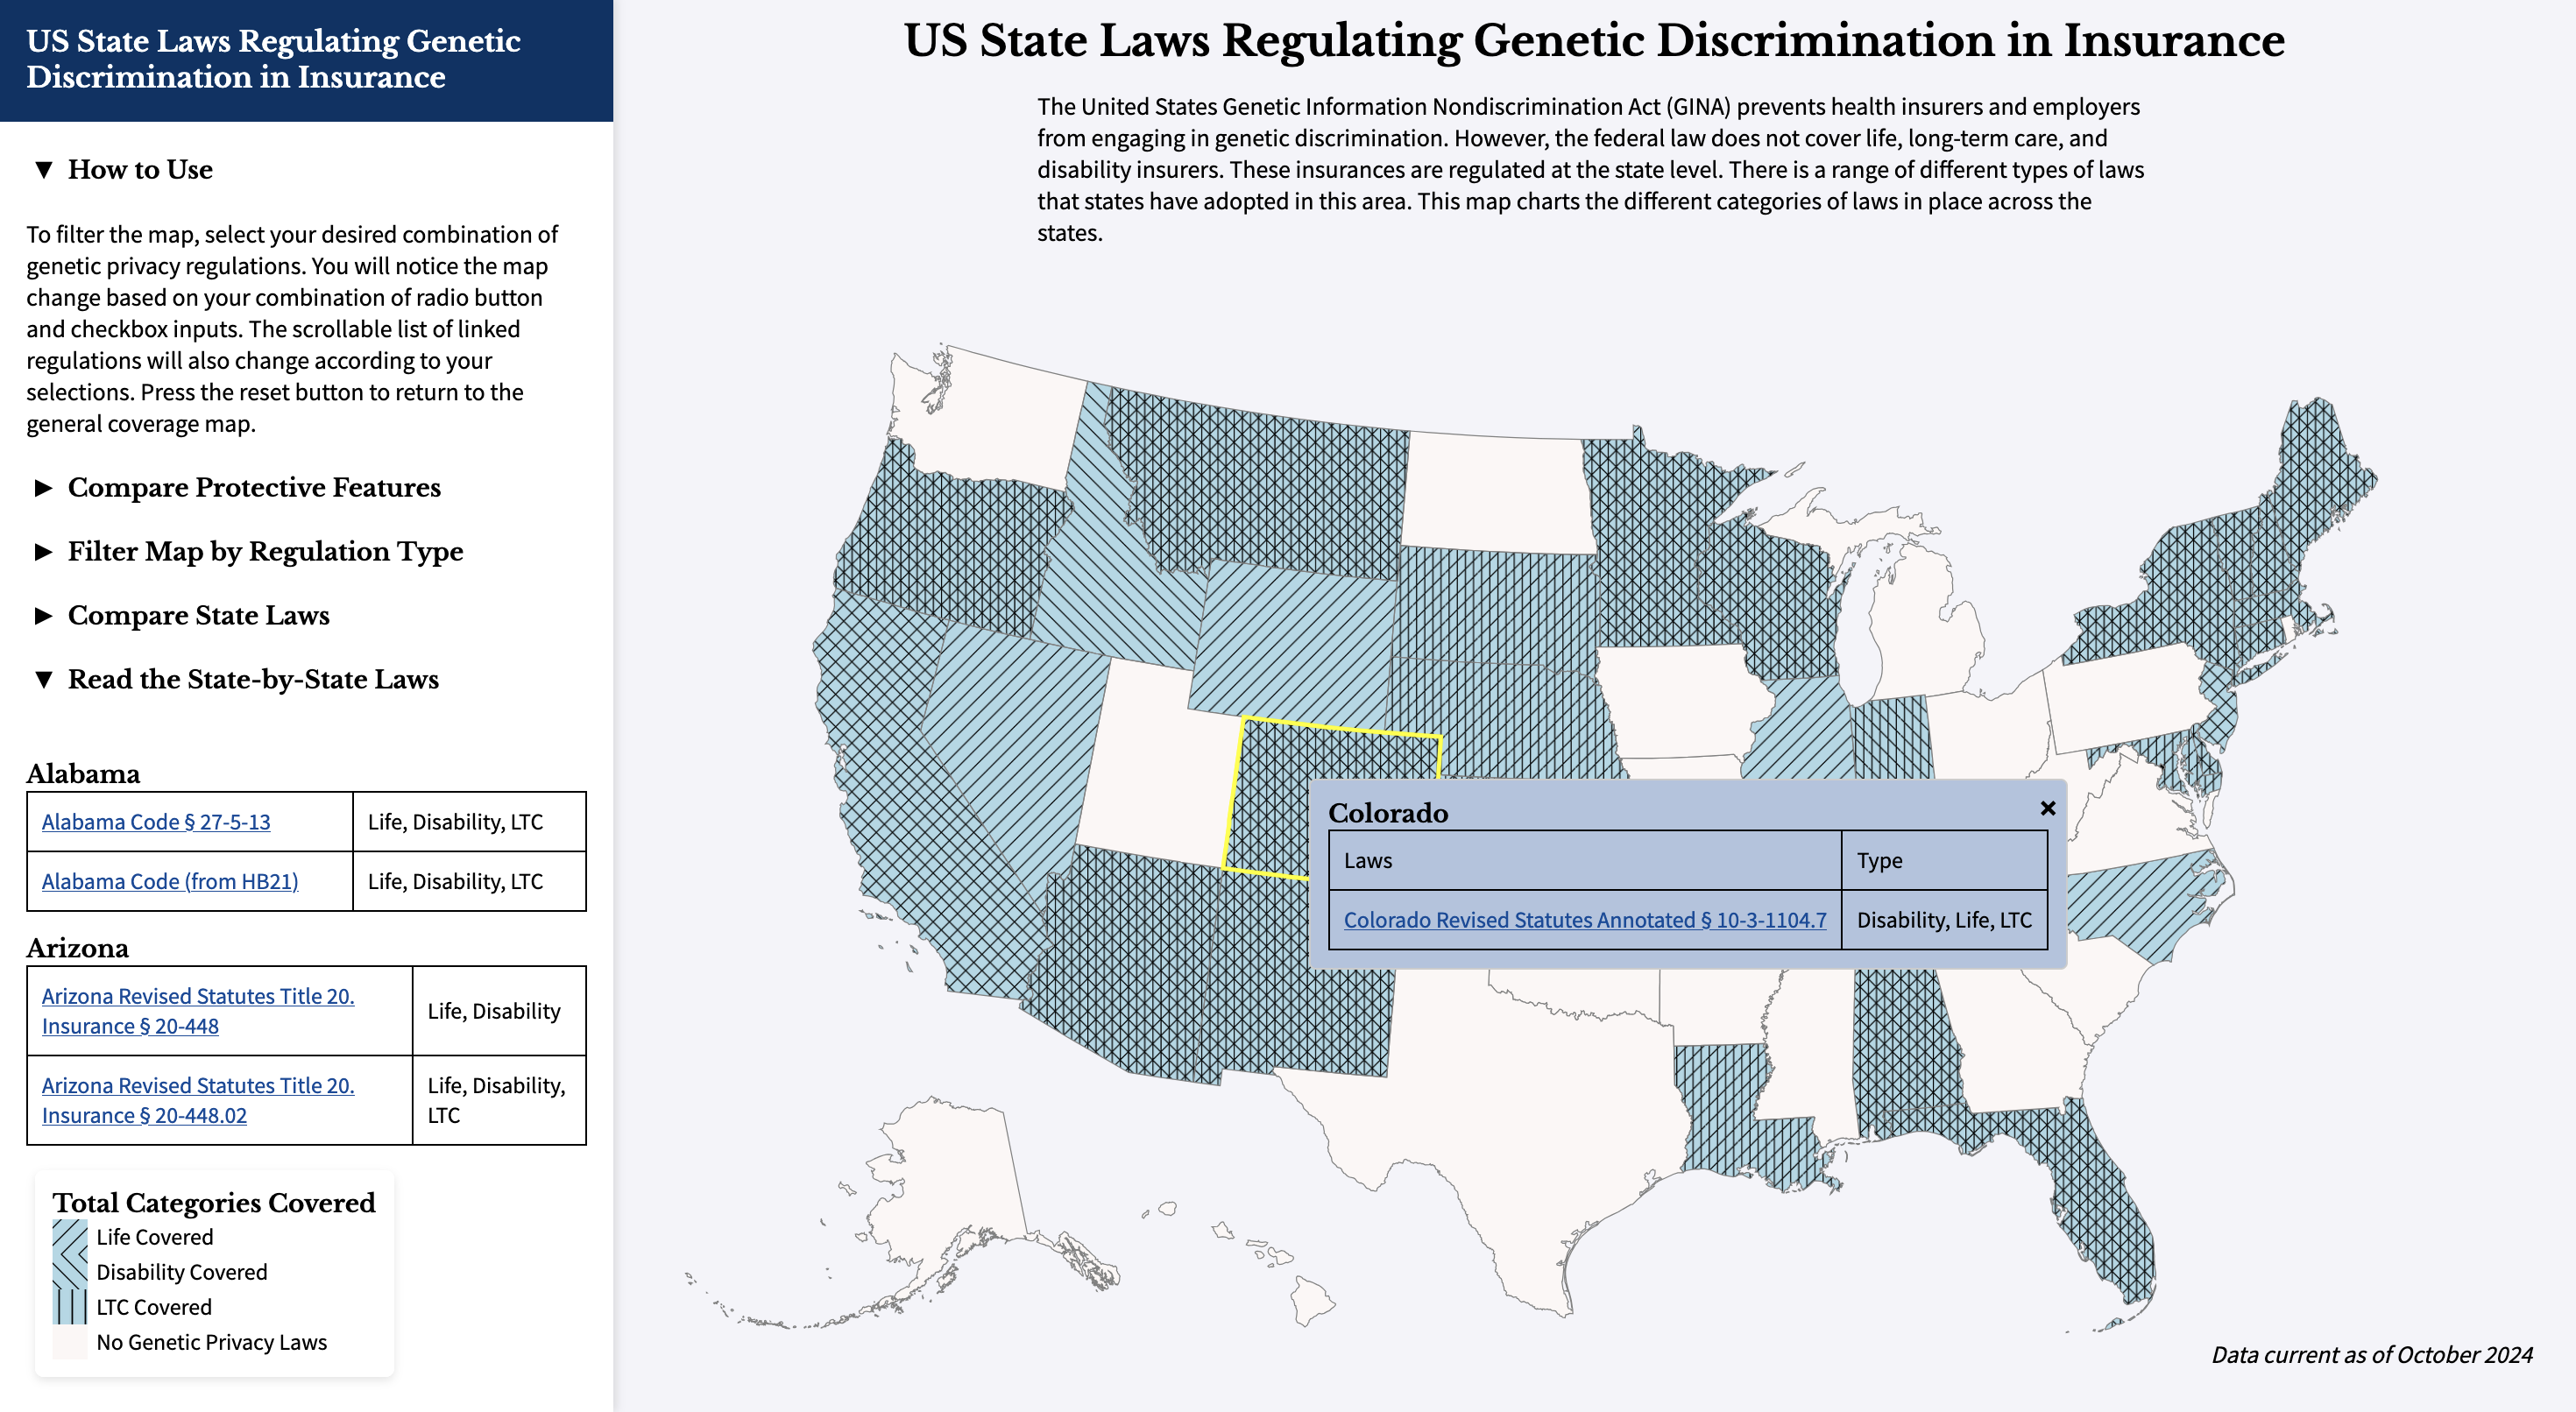 US State Laws Regulating Genetic
Discrimination in Insurance
▼ How to Use
To filter the map, select your desired combination of
genetic privacy regulations. You will notice the map
change based on your combination of radio button
and checkbox inputs. The scrollable list of linked
regulations will also change according to your
selections. Press the reset button to return to the
general coverage map.
► Compare Protective Features
► Filter Map by Regulation Type
► Compare State Laws
▼ Read the State-by-State Laws
Alabama
Alabama Code § 27-5-13 Life, Disability, LTC
Alabama Code (from HB21) Life, Disability, LTC
Arizona
Arizona Revised Statutes Title 20.
Insurance § 20-448
Life, Disability
Arizona Revised Statutes Title 20.
Insurance § 20-448.02
Life, Disability,
LTC
Total Categories Covered
Life Covered
Disability Covered
LTC Covered
No Genetic Privacy Laws
US State Laws Regulating Genetic Discrimination in Insurance
The United States Genetic Information Nondiscrimination Act (GINA) prevents health insurers and employers
from engaging in genetic discrimination. However, the federal law does not cover life, long-term care, and
disability insurers. These insurances are regulated at the state level. There is a range of different types of laws
that states have adopted in this area. This map charts the different categories of laws in place across the
states.
Colorado ×
Laws Type
Colorado Revised Statutes Annotated § 10-3-1104.7 Disability, Life, LTC
Data current as of October 2024